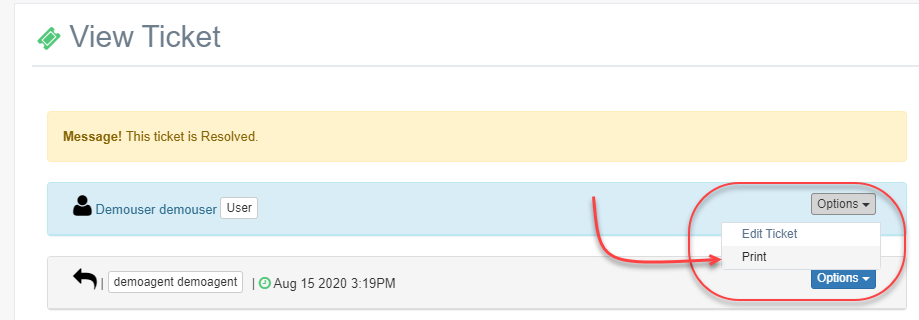 View Ticket
Message! This ticket is Resolved.
Demouser demouser User Options
Edit Ticket
Print
| demoagent demoagent | Aug 15 2020 3:19PM Options